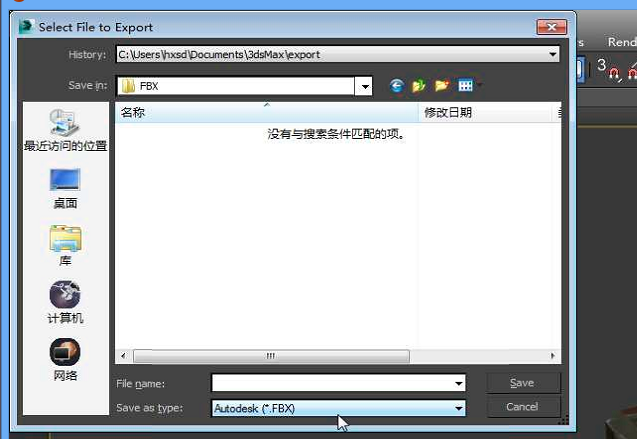 Select File to Export
History: C:\Users\hxsd\Documents\3dsMax\export
Save in: FBX
名称 修改日期
没有与搜索条件匹配的项。
最近访问的位置
桌面
库
计算机
网络
File name: Save
Save as type: Autodesk (*.FBX) Cancel
s Rend
3